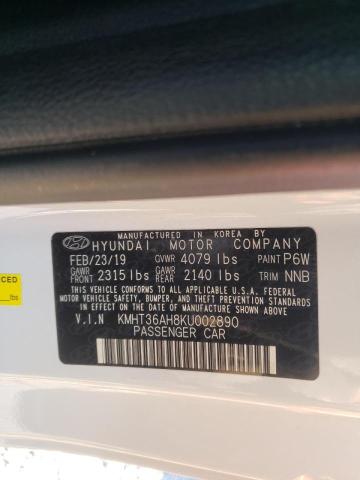 MANUFACTURED IN KOREA BY
HYUNDAI MOTOR COMPANY
FEB/23/19 GVWR 4079 lbs PAINT P6W
GAWR FRONT 2315 lbs GAWR REAR 2140 lbs TRIM NNB
THIS VEHICLE CONFORMS TO ALL APPLICABLE U.S.A. FEDERAL
MOTOR VEHICLE SAFETY, BUMPER, AND THEFT PREVENTION
STANDARDS IN EFFECT ON THE DATE OF MANUFACTURE
SHOWN ABOVE.
V.I.N KMHT36AH8KU002890
PASSENGER CAR
lbs